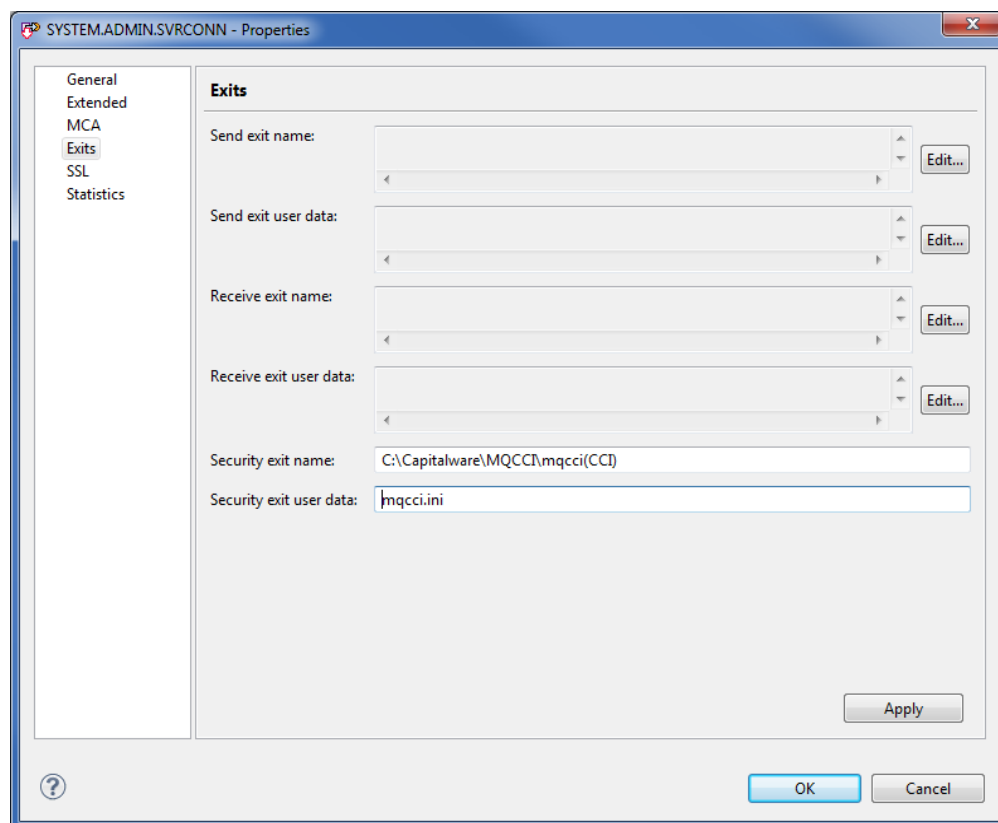 SYSTEM.ADMIN.SVRCONN - Properties
General
Extended
MCA
Exits
SSL
Statistics
Exits
Send exit name:
Edit...
Send exit user data:
Edit...
Receive exit name:
Edit...
Receive exit user data:
Edit...
Security exit name: C:\Capitalware\MQCCI\mqcci(CCI)
Security exit user data: mqcci.ini
Apply
?
OK Cancel